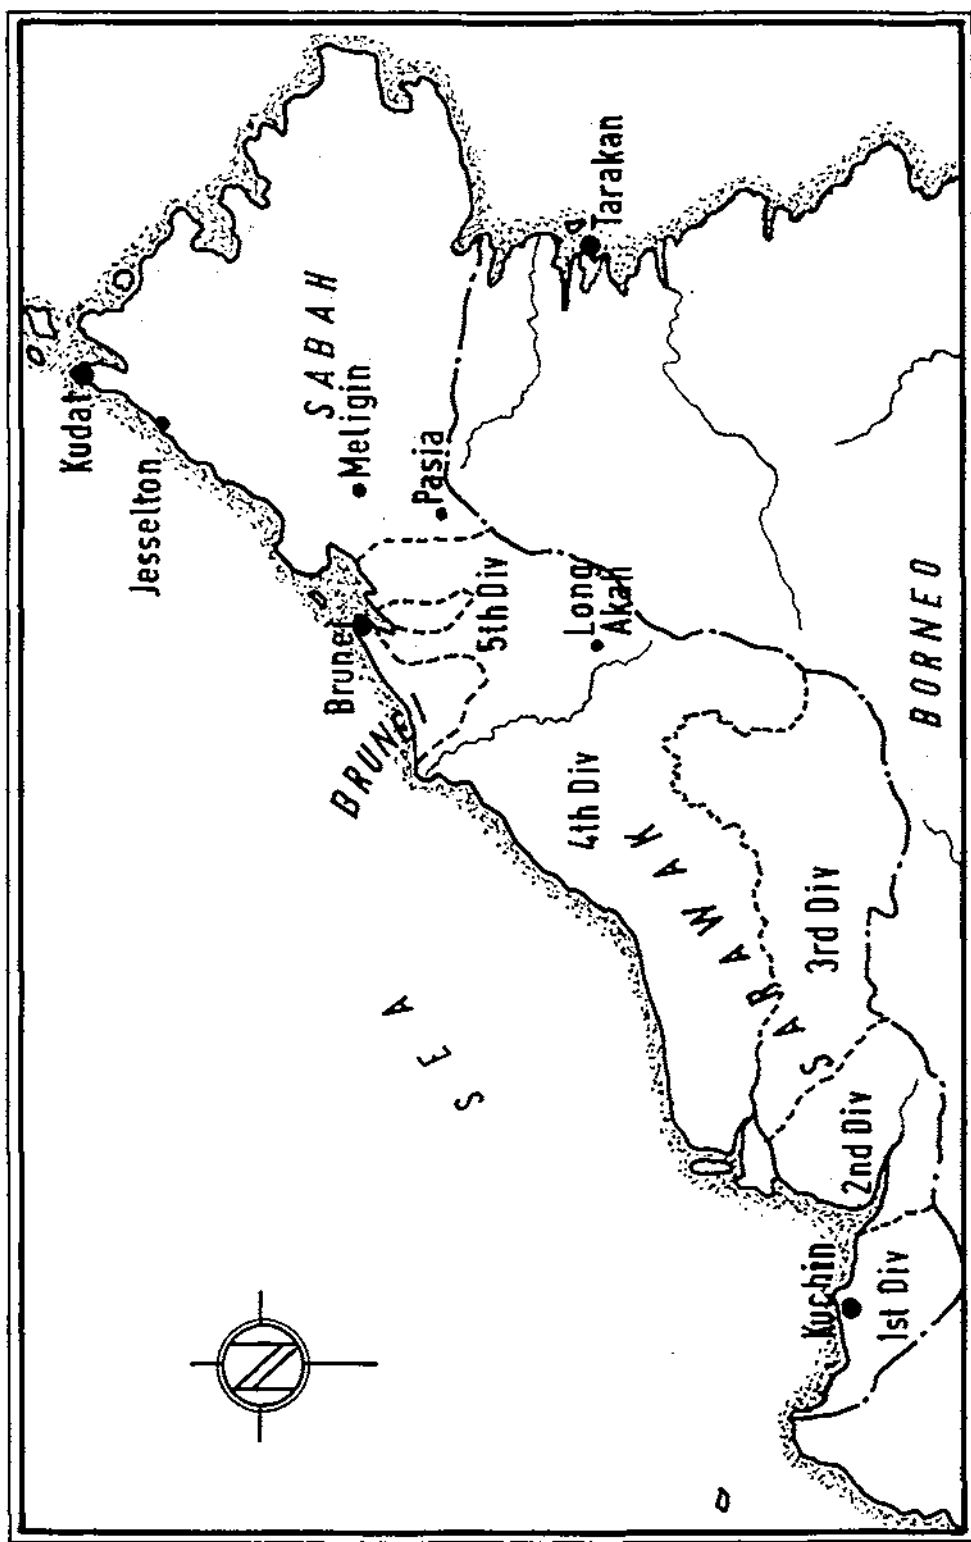 Kudat
Jesselton
SABAH
Meligin
Pasia
Tarakan
Brunei
BRUNEI
5th Div
Long
Akah
4th Div
SARAWAK
3rd Div
BORNEO
SEA
2nd Div
Kuchin
1st Div
N